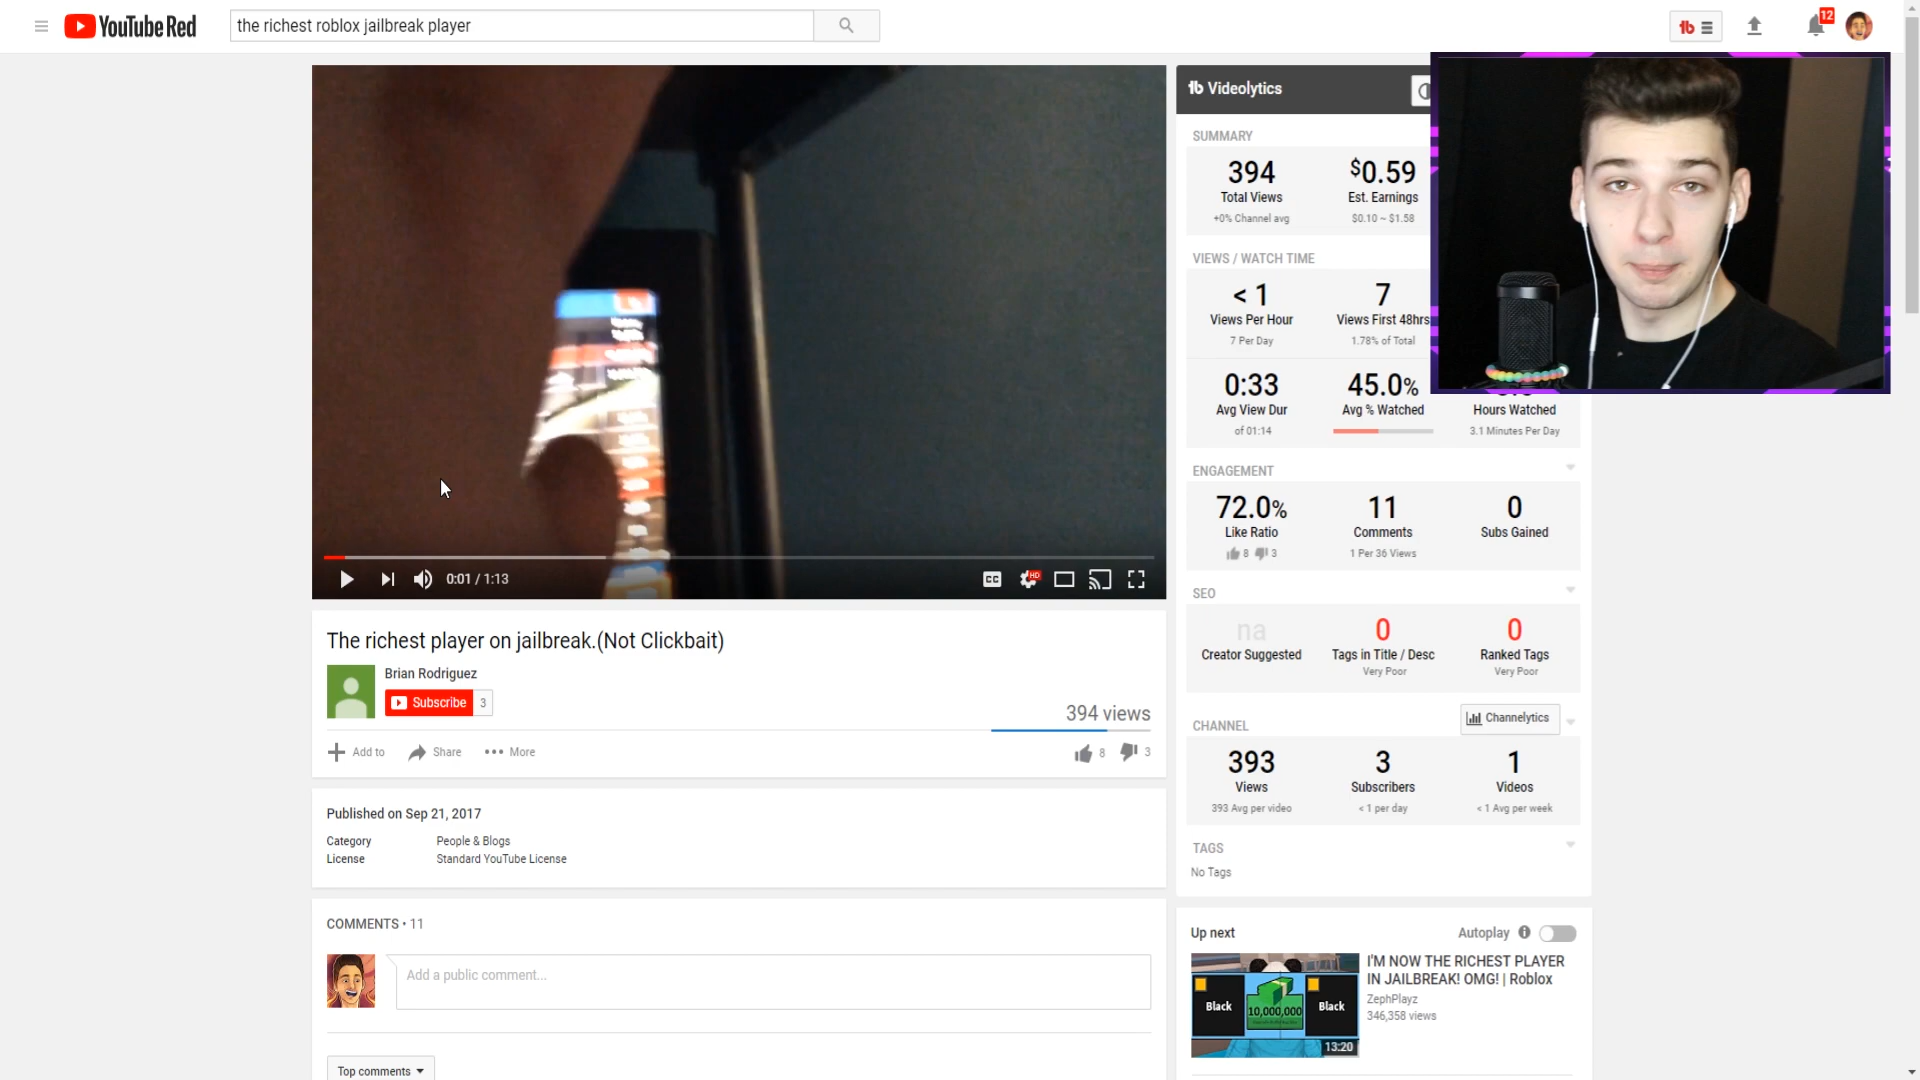 YouTube Red
the richest roblox jailbreak player
12
Videolytics
SUMMARY
394
$0.59
Total Views
Est. Earnings
+0% Channel avg
$0.10 ~ $1.58
VIEWS / WATCH TIME
< 1
7
Views Per Hour
Views First 48hrs
7 Per Day
1.78% of Total
0:33
45.0%
Avg View Dur
Avg % Watched
Hours Watched
of 01:14
3.1 Minutes Per Day
ENGAGEMENT
72.0%
11
0
Like Ratio
Comments
Subs Gained
8 3
1 Per 36 Views
0:01 / 1:13
CC
HD
SEO
na
0
0
Creator Suggested
Tags in Title / Desc
Ranked Tags
Very Poor
Very Poor
The richest player on jailbreak.(Not Clickbait)
Brian Rodriguez
Subscribe 3
394 views
Add to
Share
More
8
3
CHANNEL
Channelytics
393
3
1
Views
Subscribers
Videos
393 Avg per video
< 1 per day
< 1 Avg per week
TAGS
No Tags
Published on Sep 21, 2017
Category People & Blogs
License Standard YouTube License
COMMENTS • 11
Add a public comment...
Top comments
Up next
Autoplay
Black
10,000,000
Black
13:20
I'M NOW THE RICHEST PLAYER
IN JAILBREAK! OMG! | Roblox
ZephPlayz
346,358 views